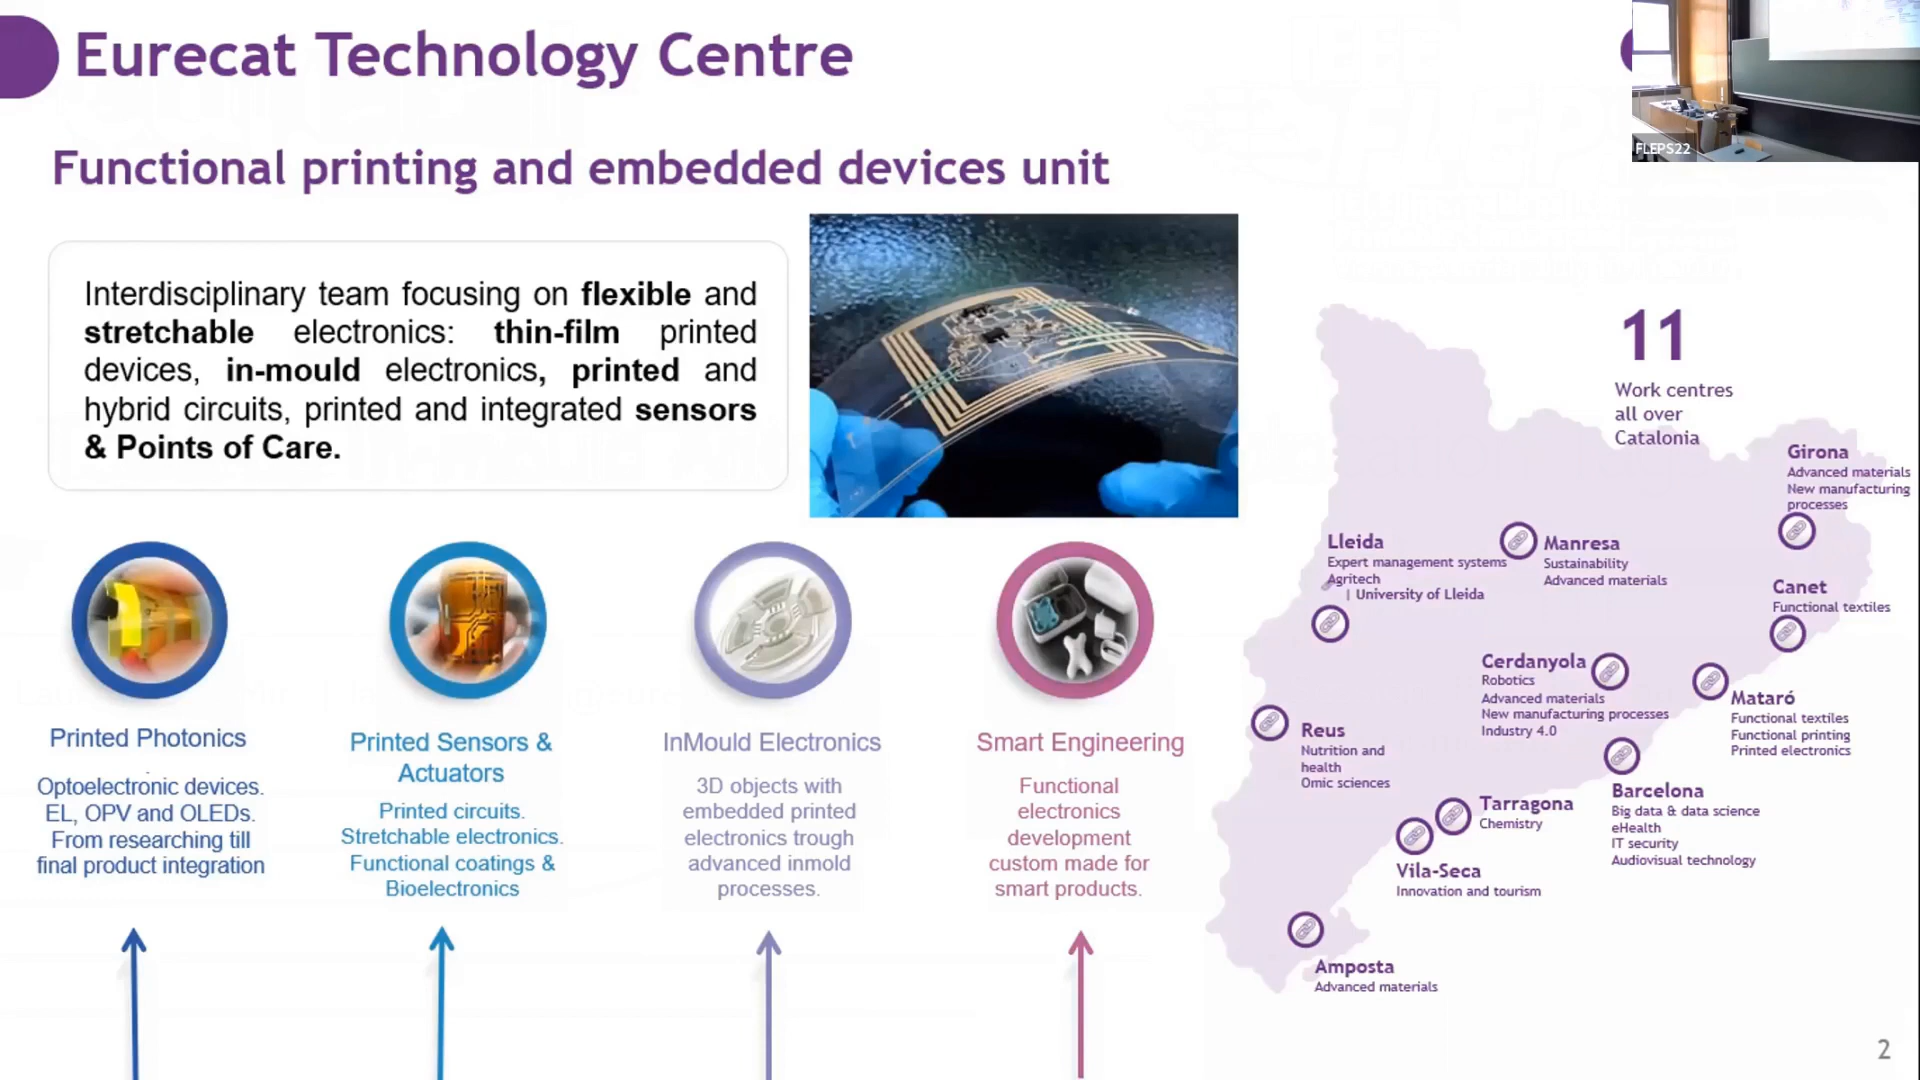 Eurecat Technology Centre
FLEPS22
Functional printing and embedded devices unit
Interdisciplinary team focusing on flexible and
stretchable electronics: thin-film printed
devices, in-mould electronics, printed and
hybrid circuits, printed and integrated sensors
& Points of Care.
Printed Photonics
Optoelectronic devices.
EL, OPV and OLEDs.
From researching till
final product integration
Printed Sensors &
Actuators
Printed circuits.
Stretchable electronics.
Functional coatings &
Bioelectronics
InMould Electronics
3D objects with
embedded printed
electronics trough
advanced inmold
processes.
Smart Engineering
Functional
electronics
development
custom made for
smart products.
11
Work centres
all over
Catalonia
Girona
Advanced materials
New manufacturing
processes
Lleida
Expert management systems
Agritech
| University of Lleida
Manresa
Sustainability
Advanced materials
Canet
Functional textiles
Cerdanyola
Robotics
Advanced materials
New manufacturing processes
Industry 4.0
Mataró
Functional textiles
Functional printing
Printed electronics
Reus
Nutrition and
health
Omic sciences
Barcelona
Big data & data science
eHealth
IT security
Audiovisual technology
Tarragona
Chemistry
Vila-Seca
Innovation and tourism
Amposta
Advanced materials
2